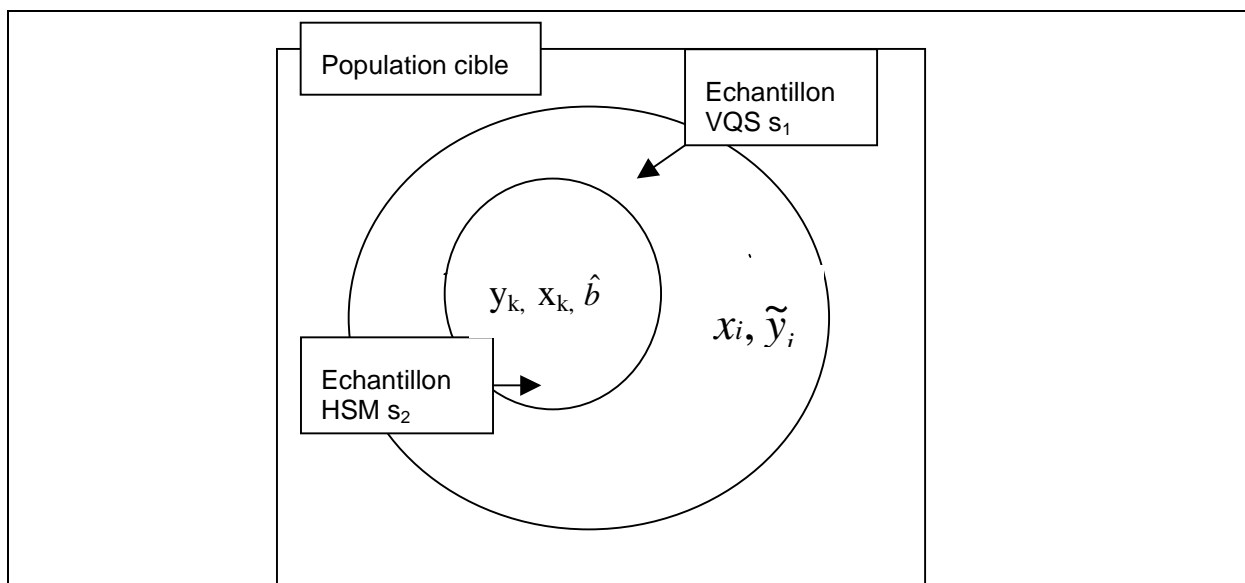 Population cible
Echantillon
VQS s₁
yₖ, xₖ, b̂
xᵢ, ỹᵢ
Echantillon
HSM s₂